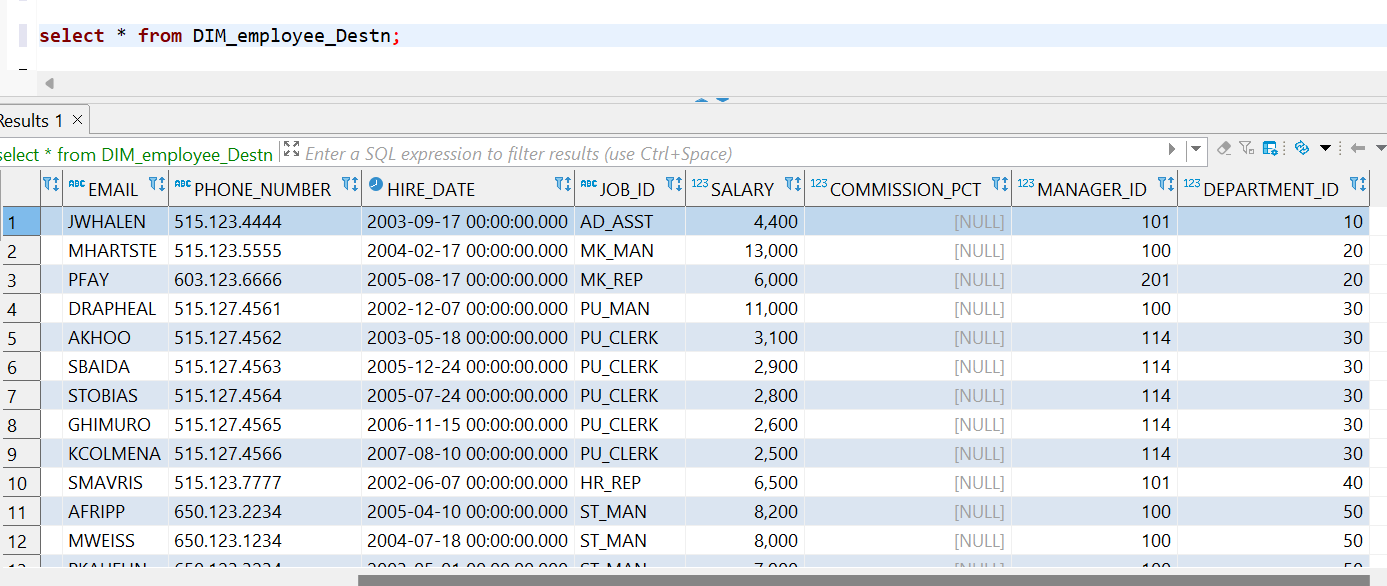 select * from DIM_employee_Destn;
Results 1 ×
select * from DIM_employee_Destn Enter a SQL expression to filter results (use Ctrl+Space)
ABC EMAIL ABC PHONE_NUMBER HIRE_DATE ABC JOB_ID 123 SALARY 123 COMMISSION_PCT 123 MANAGER_ID 123 DEPARTMENT_ID
1 JWHALEN 515.123.4444 2003-09-17 00:00:00.000 AD_ASST 4,400 [NULL] 101 10
2 MHARTSTE 515.123.5555 2004-02-17 00:00:00.000 MK_MAN 13,000 [NULL] 100 20
3 PFAY 603.123.6666 2005-08-17 00:00:00.000 MK_REP 6,000 [NULL] 201 20
4 DRAPHEAL 515.127.4561 2002-12-07 00:00:00.000 PU_MAN 11,000 [NULL] 100 30
5 AKHOO 515.127.4562 2003-05-18 00:00:00.000 PU_CLERK 3,100 [NULL] 114 30
6 SBAIDA 515.127.4563 2005-12-24 00:00:00.000 PU_CLERK 2,900 [NULL] 114 30
7 STOBIAS 515.127.4564 2005-07-24 00:00:00.000 PU_CLERK 2,800 [NULL] 114 30
8 GHIMURO 515.127.4565 2006-11-15 00:00:00.000 PU_CLERK 2,600 [NULL] 114 30
9 KCOLMENA 515.127.4566 2007-08-10 00:00:00.000 PU_CLERK 2,500 [NULL] 114 30
10 SMAVRIS 515.123.7777 2002-06-07 00:00:00.000 HR_REP 6,500 [NULL] 101 40
11 AFRIPP 650.123.2234 2005-04-10 00:00:00.000 ST_MAN 8,200 [NULL] 100 50
12 MWEISS 650.123.1234 2004-07-18 00:00:00.000 ST_MAN 8,000 [NULL] 100 50